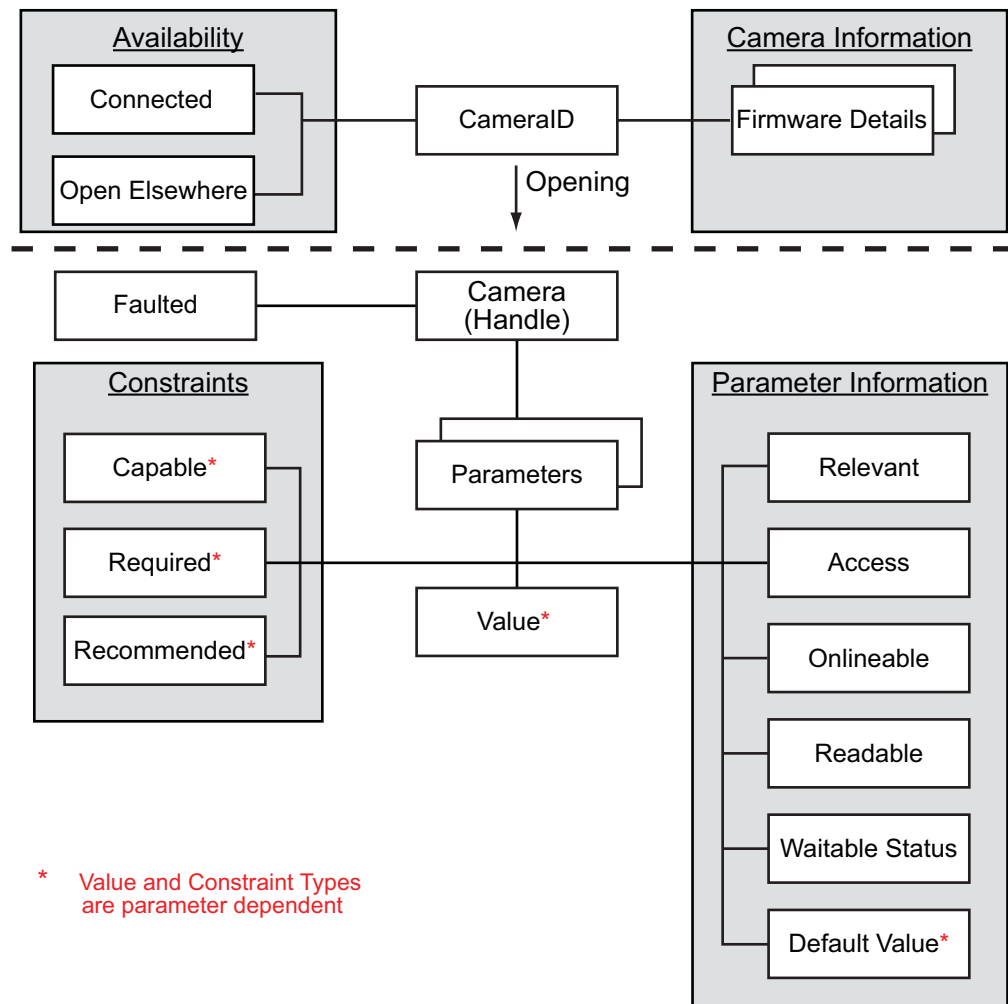 Availability
Connected
Open Elsewhere
CameraID
Opening
Camera Information
Firmware Details
Faulted
Camera
(Handle)
Constraints
Capable*
Required*
Recommended*
Parameters
Value*
Parameter Information
Relevant
Access
Onlineable
Readable
Waitable Status
Default Value*
* Value and Constraint Types
are parameter dependent